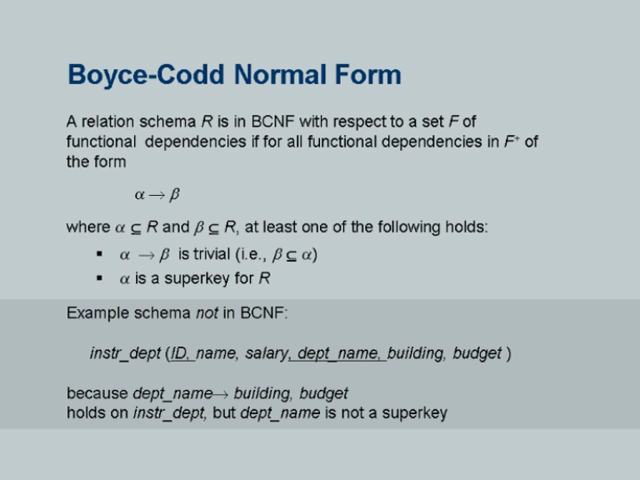 Boyce-Codd Normal Form
A relation schema R is in BCNF with respect to a set F of
functional dependencies if for all functional dependencies in F+ of
the form
α → β
where α ⊆ R and β ⊆ R, at least one of the following holds:
▪ α → β is trivial (i.e., β ⊆ α)
▪ α is a superkey for R
Example schema not in BCNF:
instr_dept (ID, name, salary, dept_name, building, budget )
because dept_name→ building, budget
holds on instr_dept, but dept_name is not a superkey